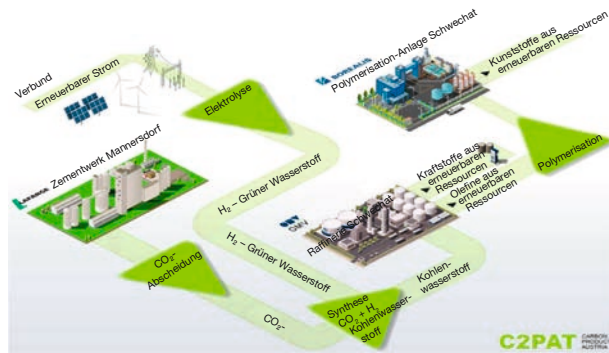 Verbund
Erneuerbarer Strom
Elektrolyse
LAFARGE
Zementwerk Mannersdorf
CO₂-
Abscheidung
CO₂-
H₂ – Grüner Wasserstoff
H₂ – Grüner Wasserstoff
Synthese
CO₂ + H₂
Kohlenwasser-
stoff
Kohlen-
wasserstoff
OMV
Raffinerie Schwechat
Kraftstoffe aus
erneuerbaren
Ressourcen
Olefine aus
erneuerbaren
Ressourcen
Polymerisation
BOREALIS
Polymerisation-Anlage Schwechat
Kunststoffe aus
erneuerbaren Ressourcen
C2PAT
CARBON
PRODUCT
AUSTRIA